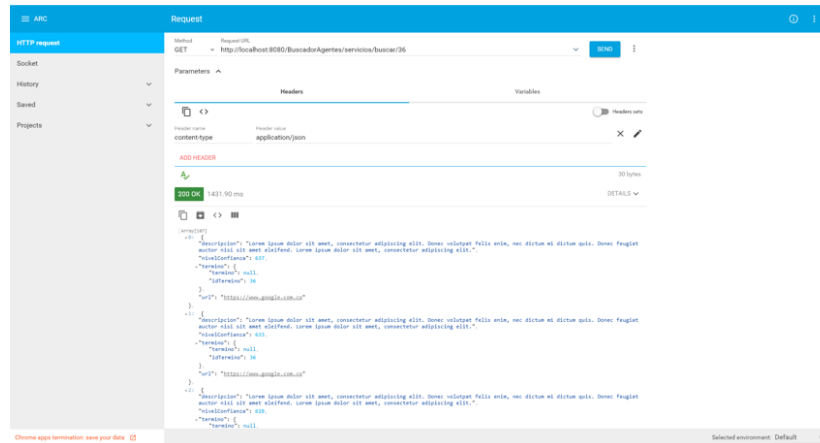 ARC
Request
HTTP request
Socket
History
Saved
Projects
Method
Request URL
GET
http://localhost:8080/BuscadorAgentes/servicios/buscar/36
SEND
Parameters
Headers
Variables
Headers sets
Header name
Header value
content-type
application/json
ADD HEADER
30 bytes
200 OK
1431.90 ms
DETAILS
0: {
"descripcion": "Lorem ipsum dolor sit amet, consectetur adipiscing elit. Donec volutpat felis enim, nec dictum mi dictum quis. Donec feugiat
auctor nisi sit amet eleifend. Lorem ipsum dolor sit amet, consectetur adipiscing elit.",
"nivelConfianza": 637,
"termino": {
"termino": null,
"idTermino": 36
},
"url": "https://www.google.com.co"
},
1: {
"descripcion": "Lorem ipsum dolor sit amet, consectetur adipiscing elit. Donec volutpat felis enim, nec dictum mi dictum quis. Donec feugiat
auctor nisi sit amet eleifend. Lorem ipsum dolor sit amet, consectetur adipiscing elit.",
"nivelConfianza": 633,
"termino": {
"termino": null,
"idTermino": 36
},
"url": "https://www.google.com.co"
},
2: {
"descripcion": "Lorem ipsum dolor sit amet, consectetur adipiscing elit. Donec volutpat felis enim, nec dictum mi dictum quis. Donec feugiat
auctor nisi sit amet eleifend. Lorem ipsum dolor sit amet, consectetur adipiscing elit.",
"nivelConfianza": 628,
"termino": {
"termino": null,
Chrome apps termination: save your data
Selected environment: Default